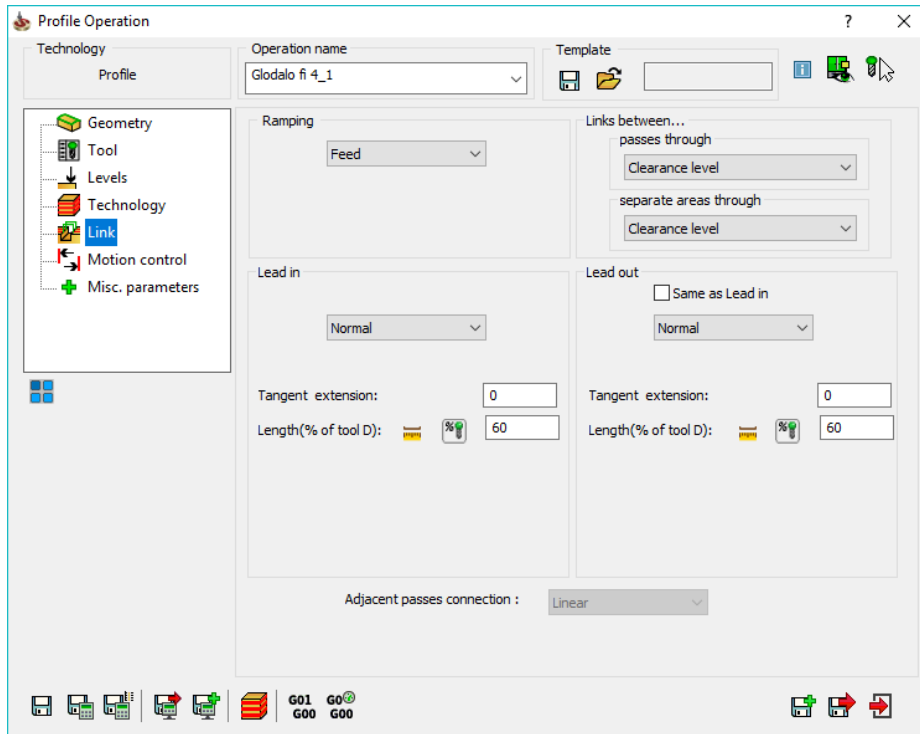 Profile Operation
Technology
Profile
Operation name
Glodalo fi 4_1
Template
Geometry
Tool
Levels
Technology
Link
Motion control
Misc. parameters
Ramping
Feed
Links between...
passes through
Clearance level
separate areas through
Clearance level
Lead in
Normal
Tangent extension:
0
Length(% of tool D):
%
60
Lead out
Same as Lead in
Normal
Tangent extension:
0
Length(% of tool D):
%
60
Adjacent passes connection :
Linear
G01
G00
G0
G00